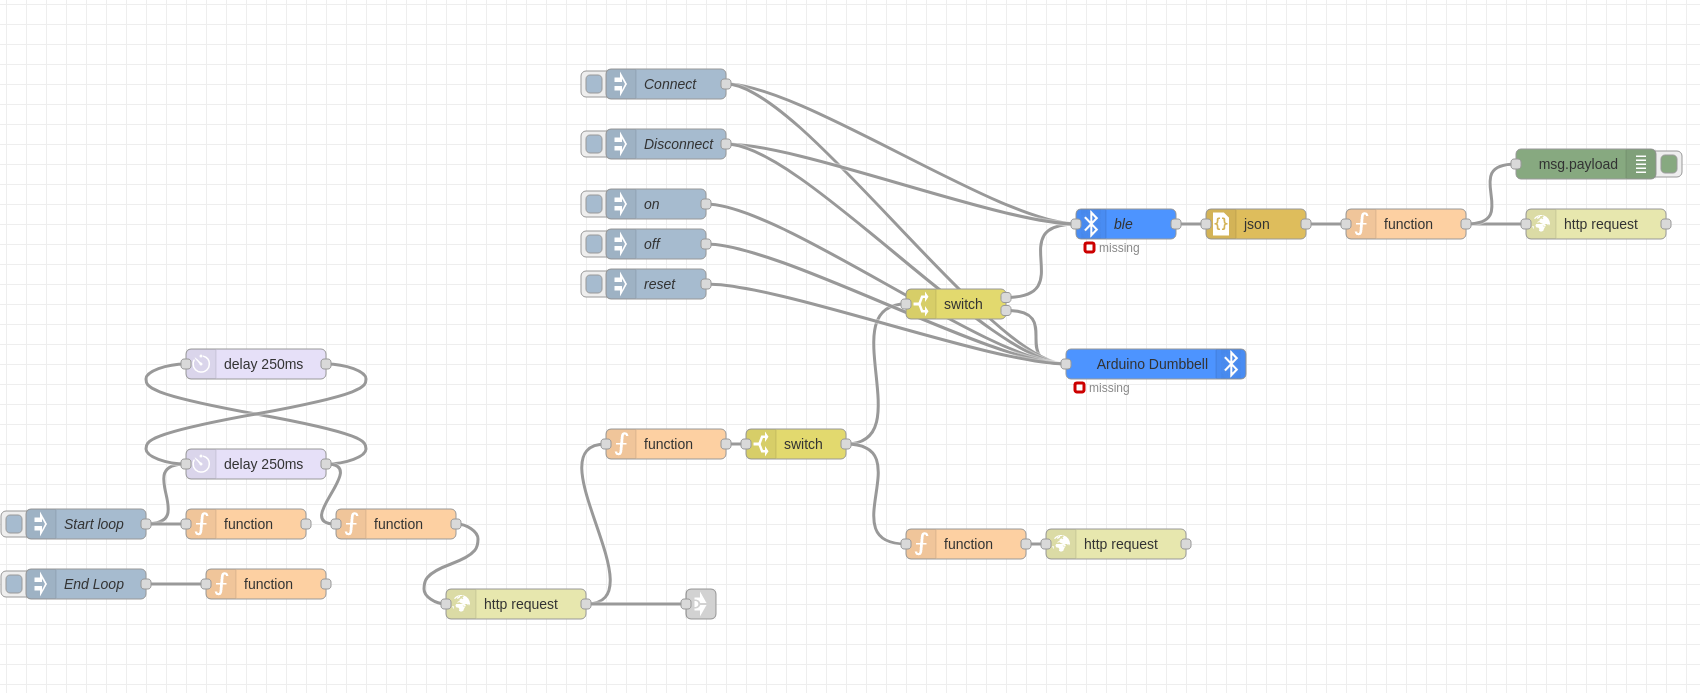 Connect
Disconnect
msg.payload
on
ble
json
function
http request
missing
off
reset
switch
delay 250ms
Arduino Dumbbell
missing
function
switch
delay 250ms
Start loop
function
function
function
http request
End Loop
function
http request